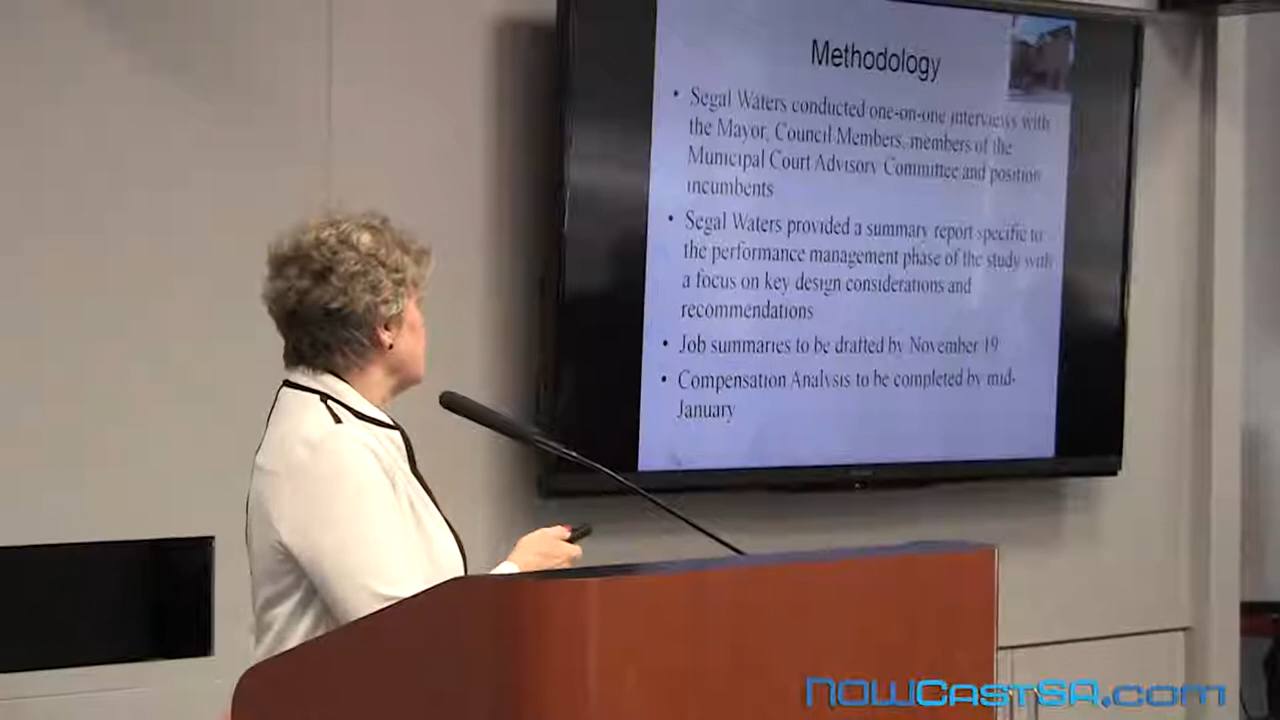 Methodology
• Segal Waters conducted one-on-one interviews with
the Mayor, Council Members, members of the
Municipal Court Advisory Committee and position
incumbents
• Segal Waters provided a summary report specific to
the performance management phase of the study with
a focus on key design considerations and
recommendations
• Job summaries to be drafted by November 19
• Compensation Analysis to be completed by mid-
January
NOWCastSA.com